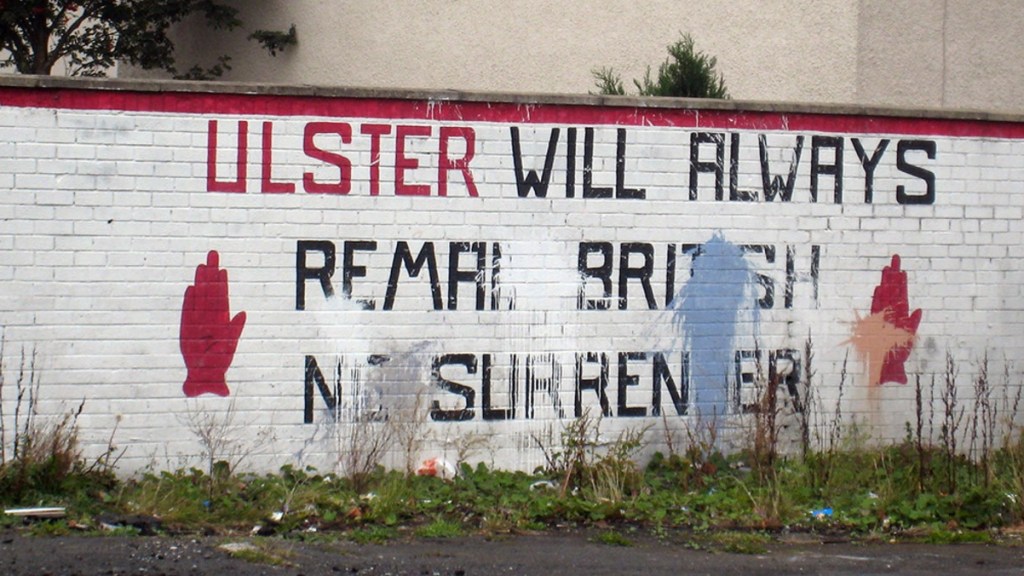 ULSTER WILL ALWAYS
REMAIN BRITISH
NO SURRENDER